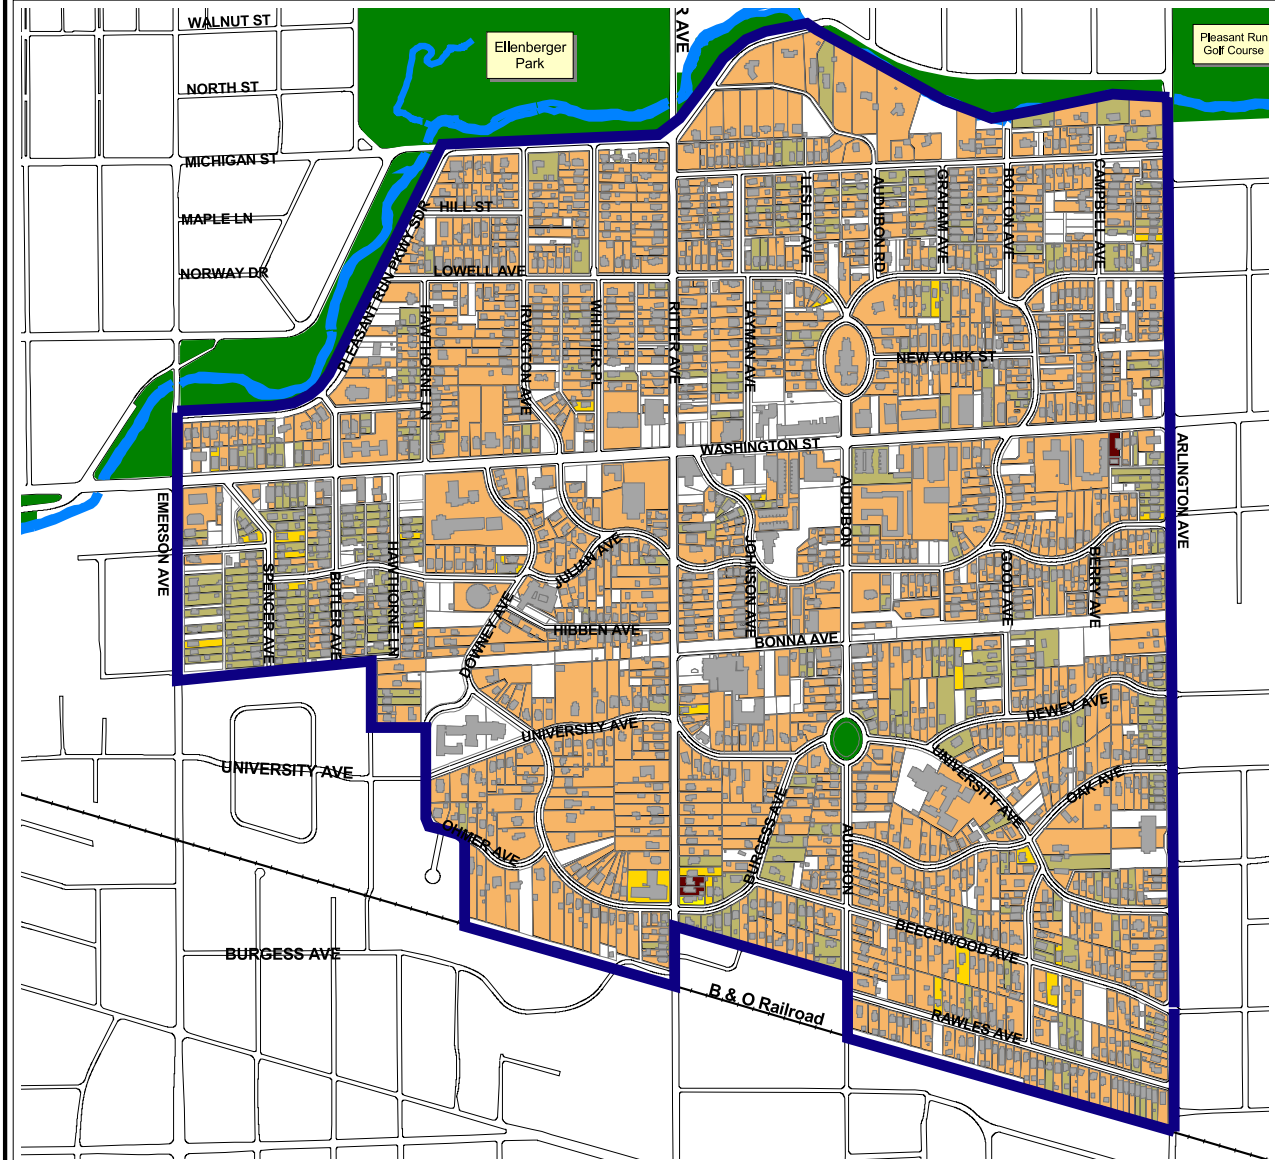 WALNUT ST
R AVE
Ellenberger
Park
Pleasant Run
Golf Course
NORTH ST
MICHIGAN ST
MAPLE LN
HILL ST
NORWAY DR
LOWELL AVE
PLEASANT RUN PKWY SDR
LESLEY AVE
AUDUBON RD
GRAHAM AVE
BOLTON AVE
CAMPBELL AVE
HAWTHORNE LN
IRVINGTON AVE
WHITTIER PL
RITTER AVE
LAYMAN AVE
NEW YORK ST
WASHINGTON ST
ARLINGTON AVE
EMERSON AVE
AUDUBON
SPENCER AVE
BUTLER AVE
HAWTHORNE LN
JULIAN AVE
JOHNSON AVE
GOOD AVE
BERRY AVE
DOWNEY AVE
HIBBEN AVE
BONNA AVE
DEWEY AVE
UNIVERSITY AVE
UNIVERSITY AVE
UNIVERSITY AVE
OAK AVE
OHMER AVE
BURGESS AVE
AUDUBON
BURGESS AVE
BEECHWOOD AVE
B & O Railroad
RAWLES AVE